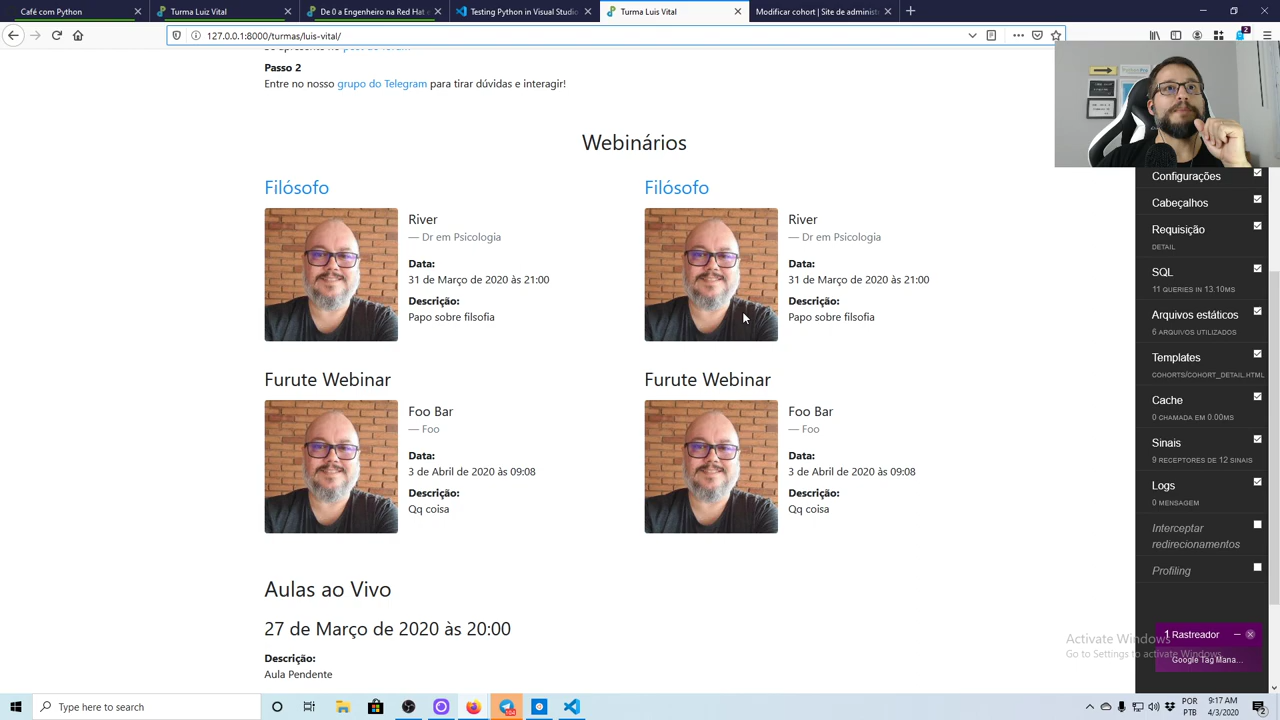 Café com Python
Turma Luiz Vital
De 0 a Engenheiro na Red Hat
Testing Python in Visual Studio
Turma Luis Vital
Modificar cohort | Site de administ
127.0.0.1:8000/turmas/luis-vital/
2
Passo 2
Entre no nosso grupo do Telegram para tirar dúvidas e interagir!
Webinários
Filósofo
River
— Dr em Psicologia
Data:
31 de Março de 2020 às 21:00
Descrição:
Papo sobre filsofia
Filósofo
River
— Dr em Psicologia
Data:
31 de Março de 2020 às 21:00
Descrição:
Papo sobre filsofia
Furute Webinar
Foo Bar
— Foo
Data:
3 de Abril de 2020 às 09:08
Descrição:
Qq coisa
Furute Webinar
Foo Bar
— Foo
Data:
3 de Abril de 2020 às 09:08
Descrição:
Qq coisa
Aulas ao Vivo
27 de Março de 2020 às 20:00
Descrição:
Aula Pendente
Configurações
Cabeçalhos
Requisição
DETAIL
SQL
11 QUERIES IN 13.10MS
Arquivos estáticos
6 ARQUIVOS UTILIZADOS
Templates
COHORTS/COHORT_DETAIL.HTML
Cache
0 CHAMADA EM 0.00MS
Sinais
9 RECEPTORES DE 12 SINAIS
Logs
0 MENSAGEM
Interceptar
redirecionamentos
Profiling
1 Rastreador
Google Tag Mana...
Activate Windows
Go to Settings to activate Windows.
Type here to search
POR
PTB
9:17 AM
4/3/2020
2